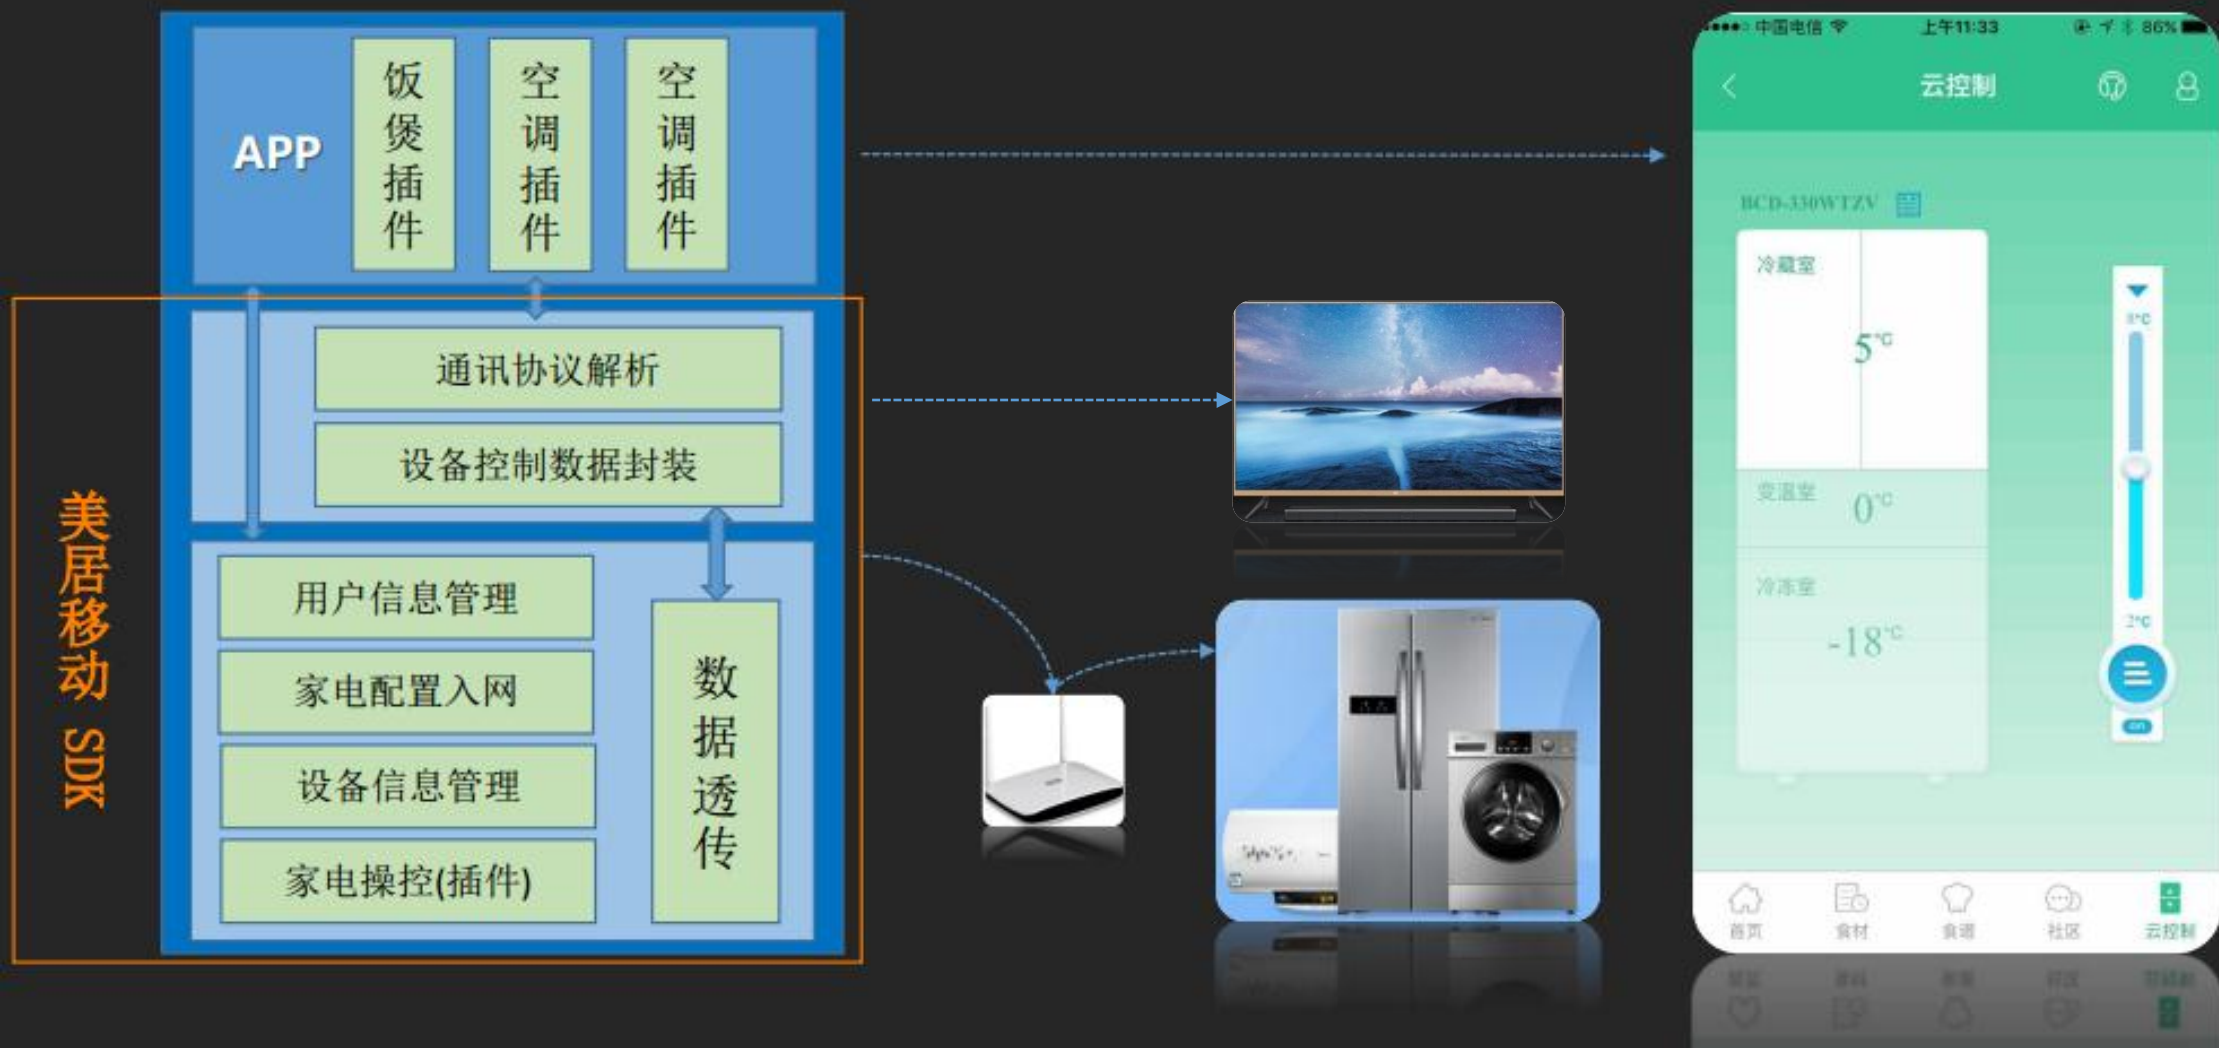 APP
饭煲插件
空调插件
空调插件
通讯协议解析
设备控制数据封装
美居移动 SDK
用户信息管理
家电配置入网
设备信息管理
家电操控(插件)
数据透传
中国电信
上午11:33
86%
云控制
BCD-330WTZV
冷藏室
5℃
8℃
变温室
0℃
冷冻室
-18℃
2℃
首页
食材
食谱
社区
云控制